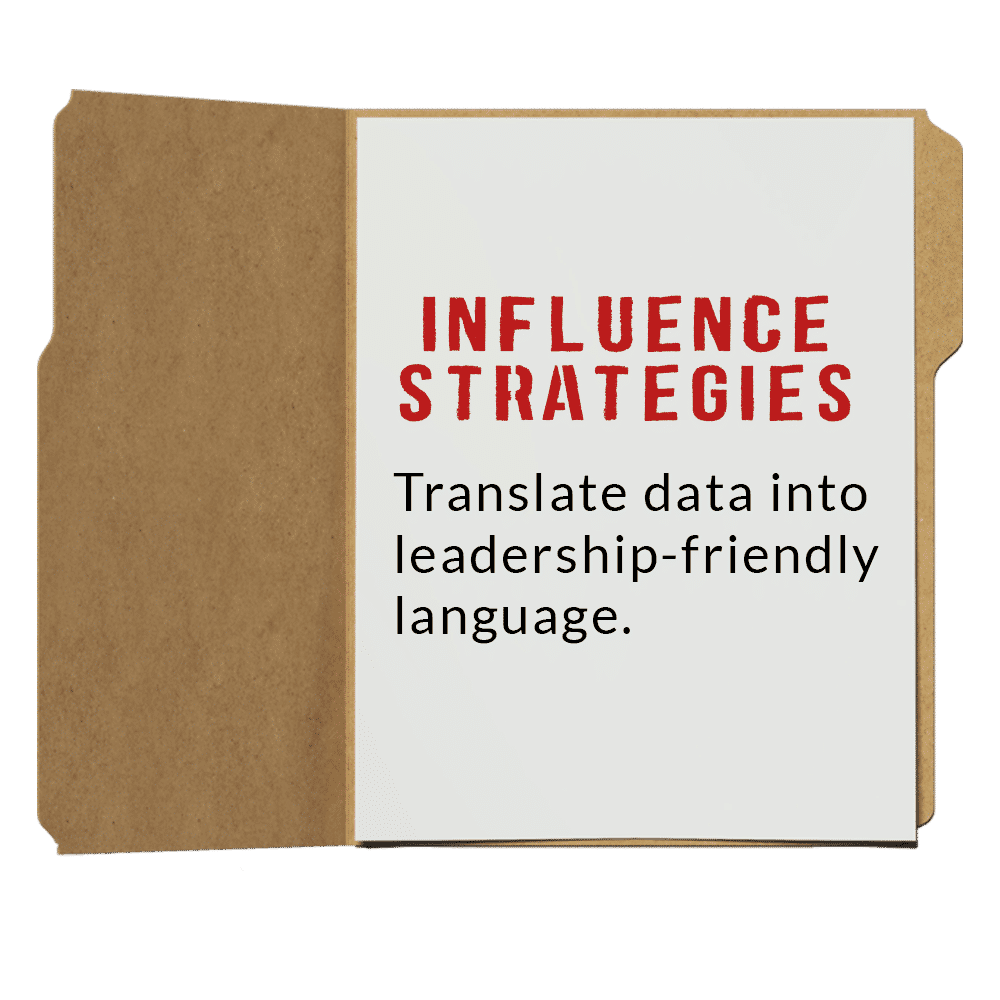 INFLUENCE
STRATEGIES
Translate data into
leadership-friendly
language.